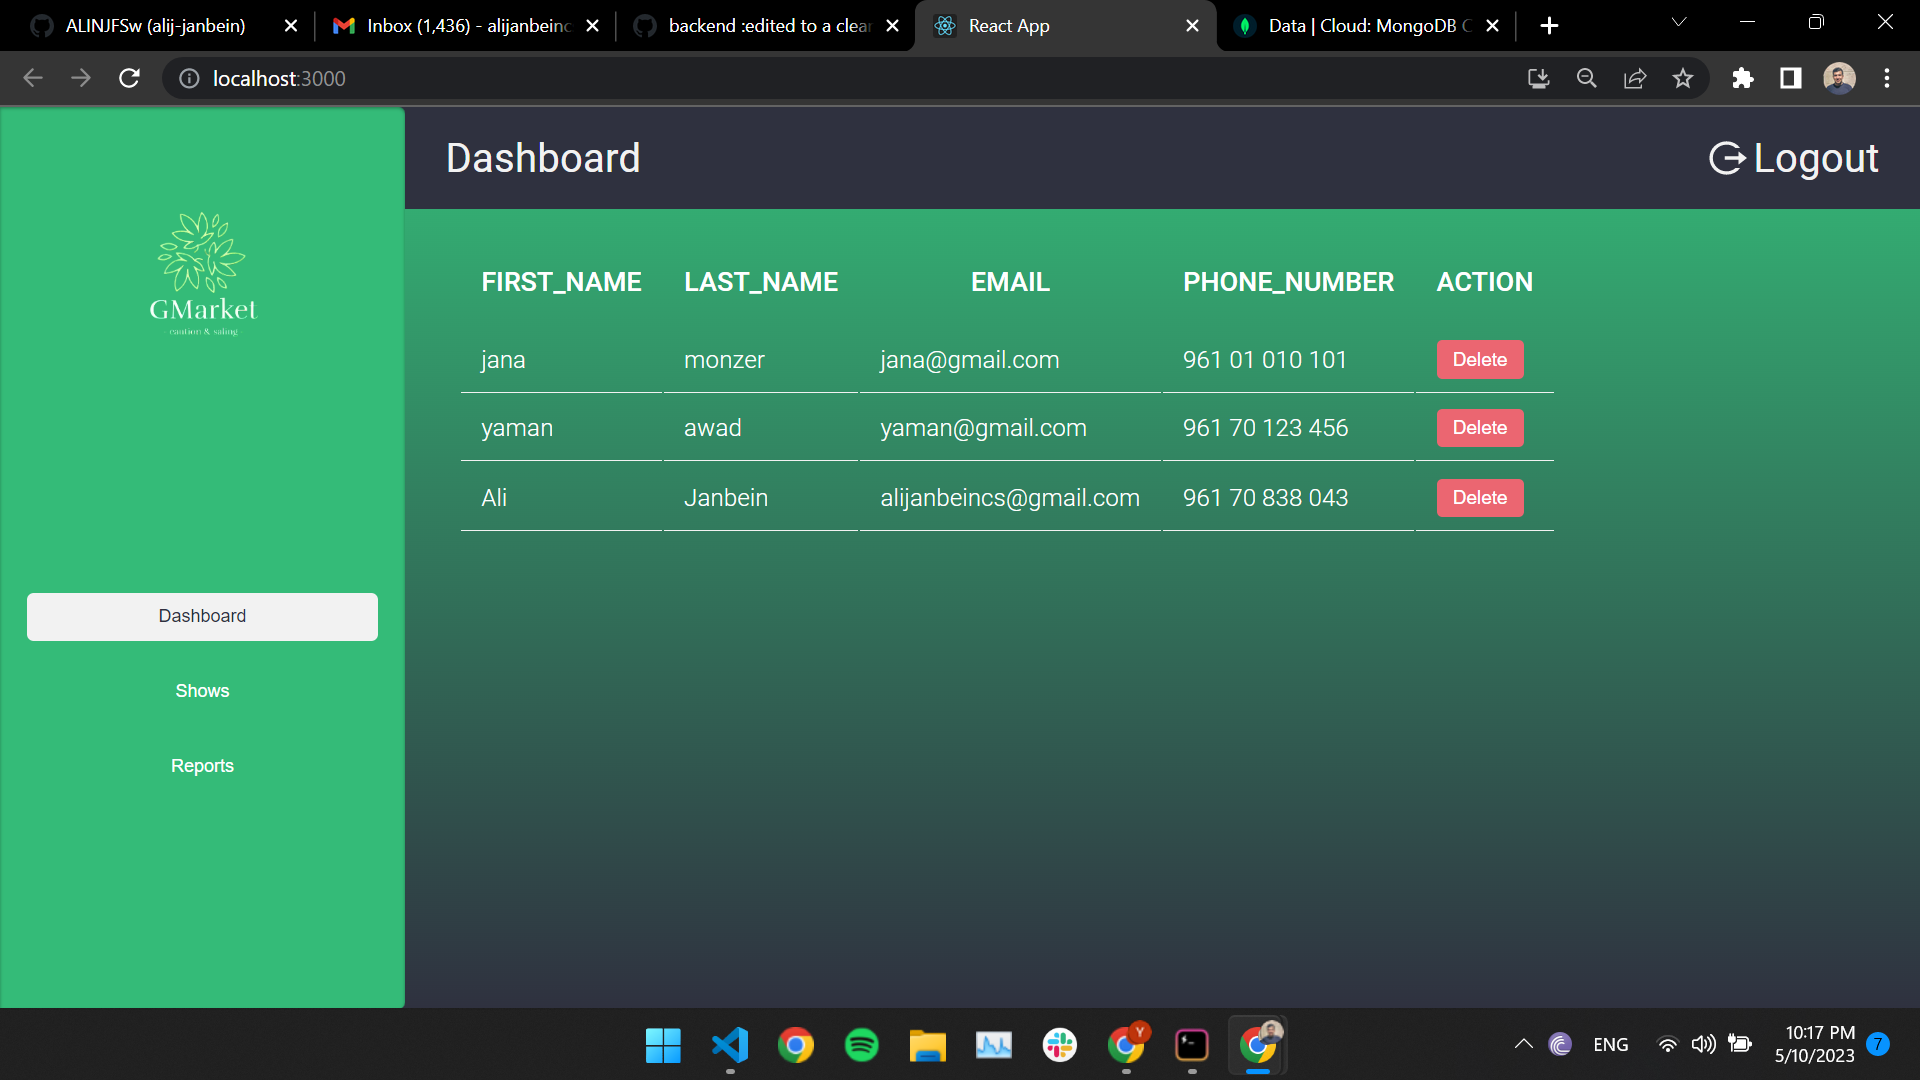 ALINJFSw (alij-janbein)
Inbox (1,436) - alijanbeinc
backend :edited to a clear
React App
Data | Cloud: MongoDB C
localhost:3000
Dashboard
Logout
GMarket
FIRST_NAME LAST_NAME EMAIL PHONE_NUMBER ACTION
jana monzer jana@gmail.com 961 01 010 101 Delete
yaman awad yaman@gmail.com 961 70 123 456 Delete
Ali Janbein alijanbeincs@gmail.com 961 70 838 043 Delete
Dashboard
Shows
Reports
Y
ENG
10:17 PM
5/10/2023
7